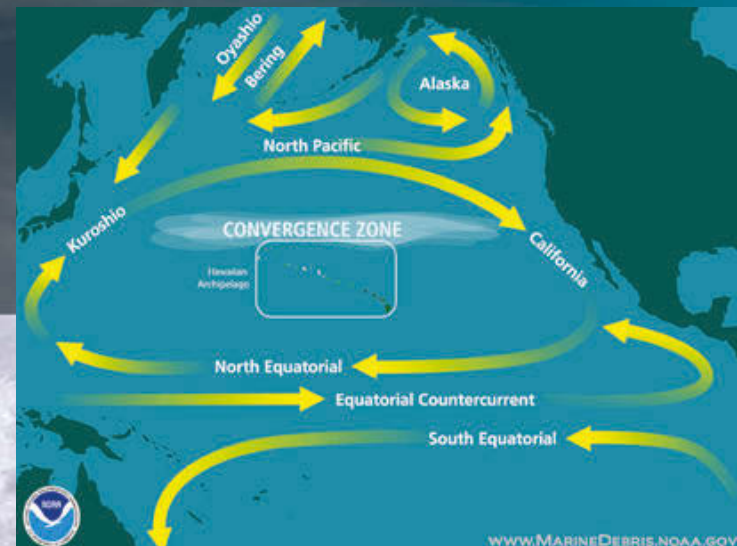 Oyashio
Bering
Alaska
North Pacific
Kuroshio
CONVERGENCE ZONE
California
Hawaiian
Archipelago
North Equatorial
Equatorial Countercurrent
South Equatorial
NOAA
WWW.MARINEDEBRIS.NOAA.GOV